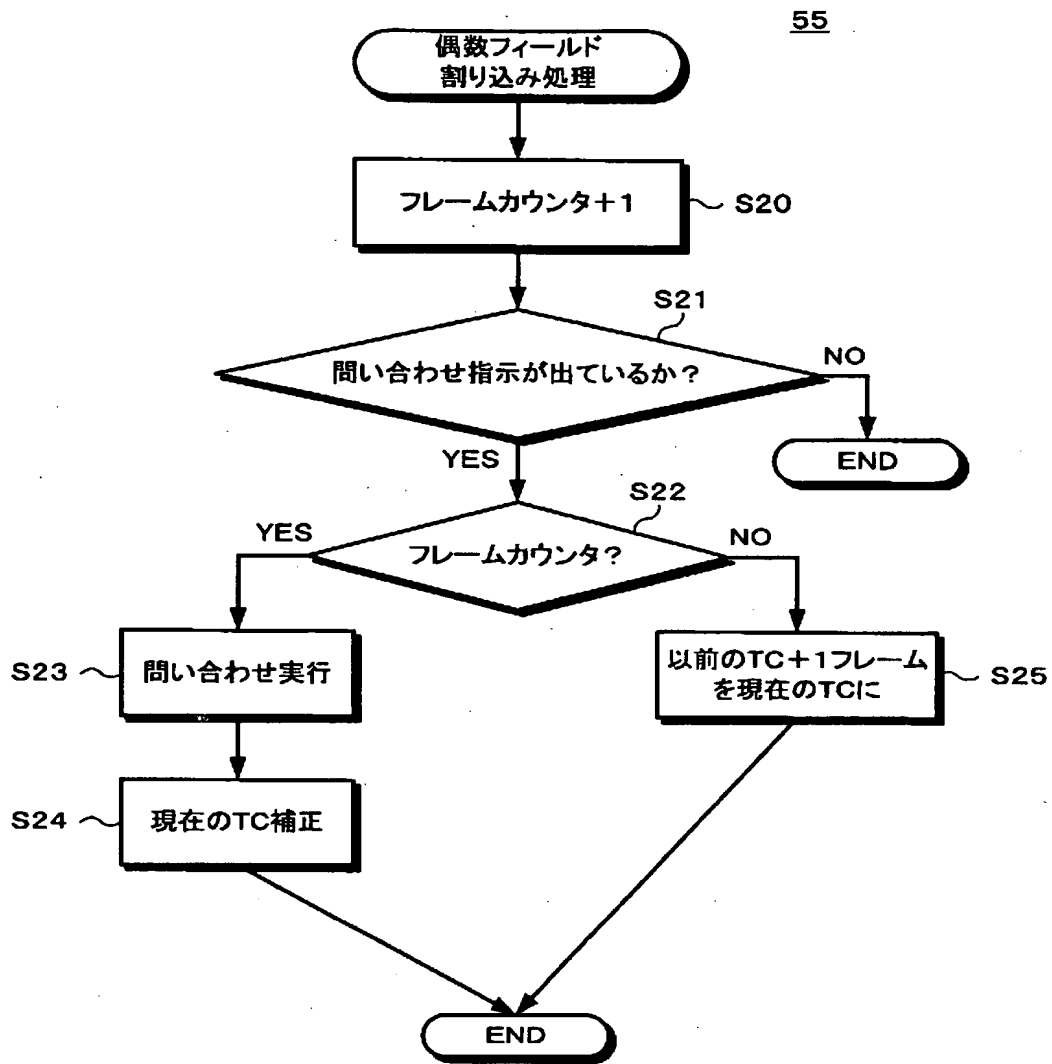 55
偶数フィールド
割り込み処理
フレームカウンタ+1
S20
S21
問い合わせ指示が出ているか?
NO
END
YES
S22
YES
フレームカウンタ?
NO
S23
問い合わせ実行
以前のTC+1フレーム
を現在のTCに
S25
S24
現在のTC補正
END